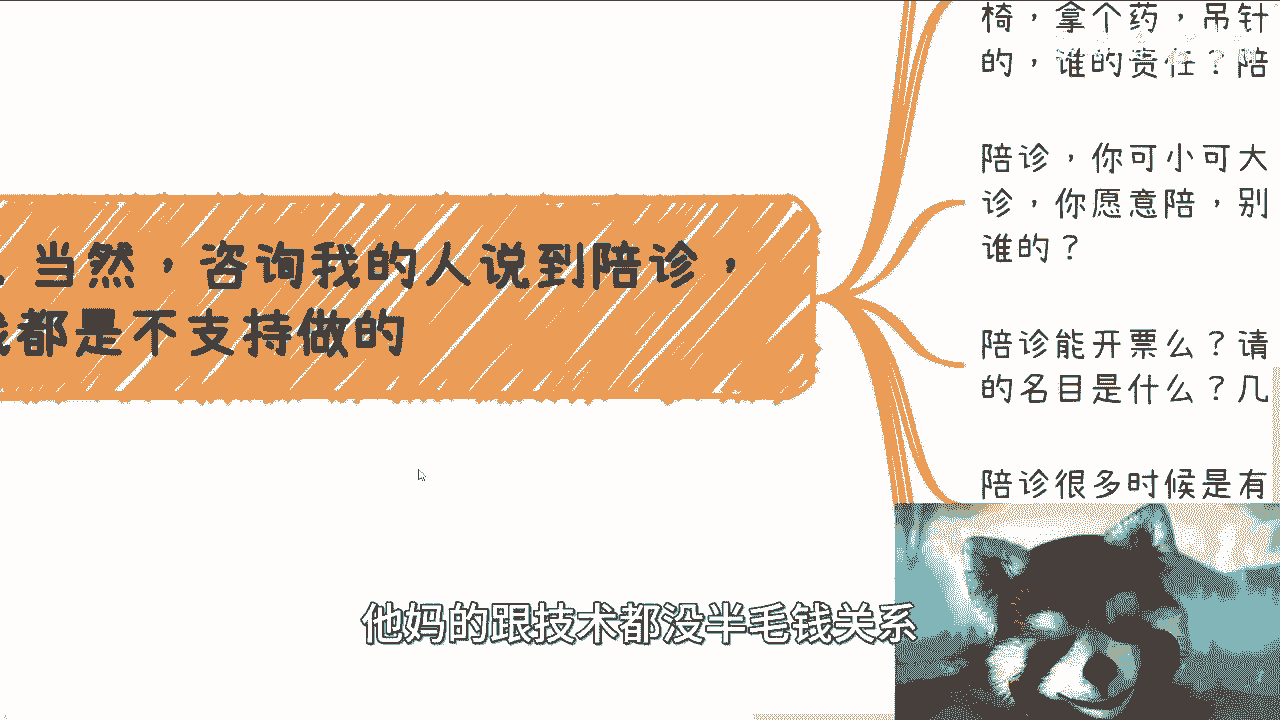 椅，拿个药，吊针
的，谁的责任？陪
陪诊，你可小可大
诊，你愿意陪，别
谁的？
当然，咨询我的人说到陪诊，
我都是不支持做的
陪诊能开票么？请
的名目是什么？几
陪诊很多时候是有
他妈的跟技术都没半毛钱关系